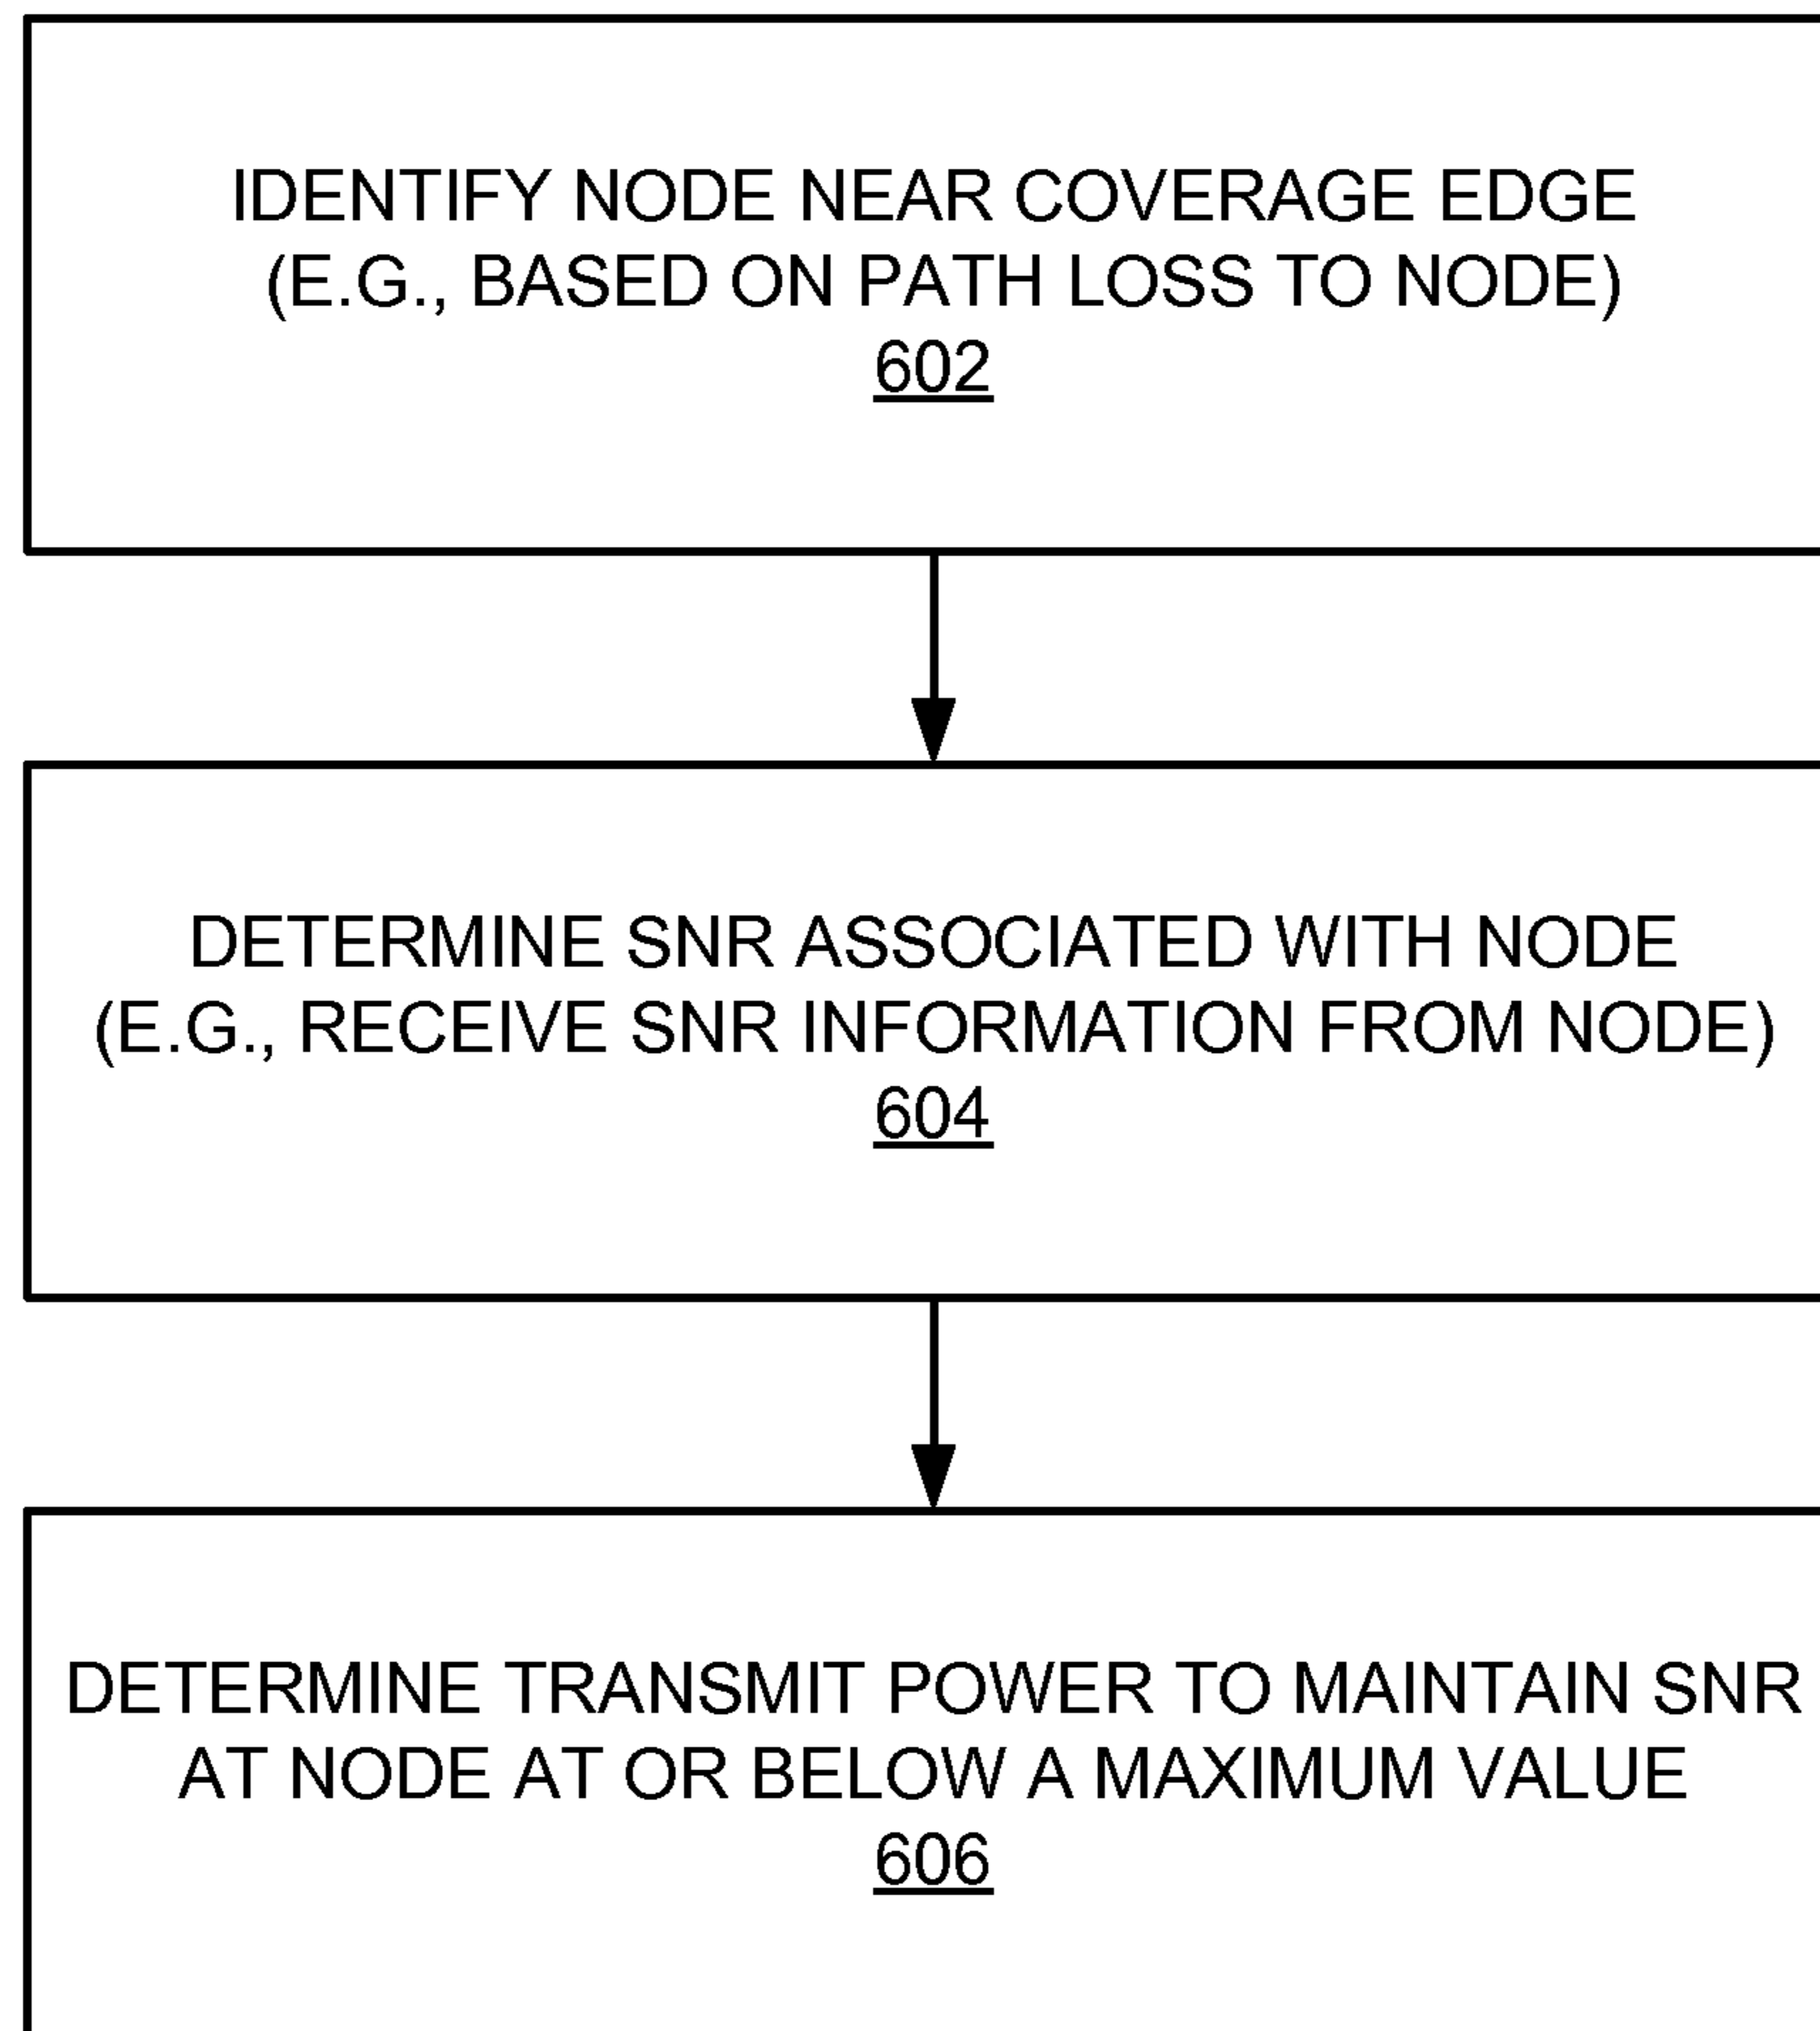 IDENTIFY NODE NEAR COVERAGE EDGE
(E.G., BASED ON PATH LOSS TO NODE)
602
DETERMINE SNR ASSOCIATED WITH NODE
(E.G., RECEIVE SNR INFORMATION FROM NODE)
604
DETERMINE TRANSMIT POWER TO MAINTAIN SNR
AT NODE AT OR BELOW A MAXIMUM VALUE
606